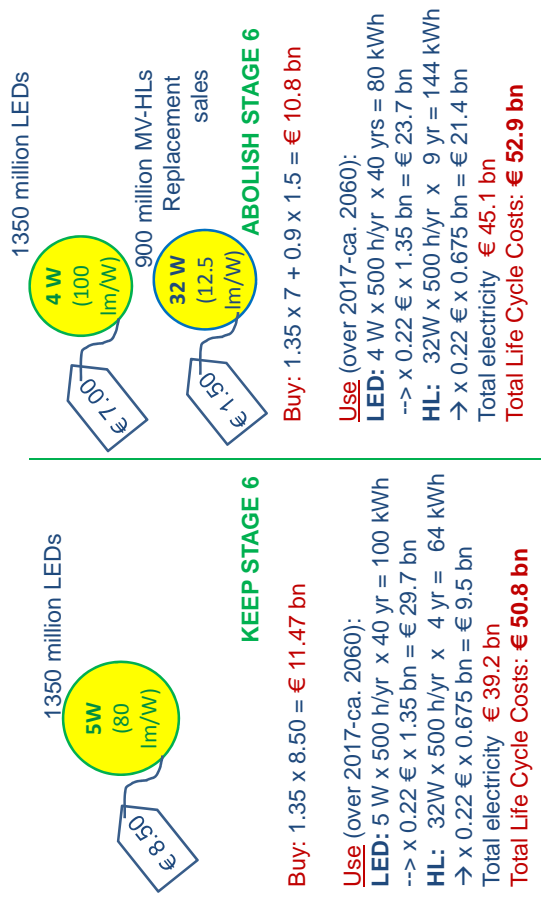 1350 million LEDs
5W
(80
lm/W)
€ 8.50
KEEP STAGE 6
Buy: 1.35 x 8.50 = € 11.47 bn
Use (over 2017-ca. 2060):
LED: 5 W x 500 h/yr x 40 yr = 100 kWh
--> x 0.22 € x 1.35 bn = € 29.7 bn
HL: 32W x 500 h/yr x 4 yr = 64 kWh
→ x 0.22 € x 0.675 bn = € 9.5 bn
Total electricity € 39.2 bn
Total Life Cycle Costs: € 50.8 bn
1350 million LEDs
4 W
(100
lm/W)
€ 7.00
900 million MV-HLs
Replacement
sales
32 W
(12.5
lm/W)
€ 1.50
ABOLISH STAGE 6
Buy: 1.35 x 7 + 0.9 x 1.5 = € 10.8 bn
Use (over 2017-ca. 2060):
LED: 4 W x 500 h/yr x 40 yrs = 80 kWh
--> x 0.22 € x 1.35 bn = € 23.7 bn
HL: 32W x 500 h/yr x 9 yr = 144 kWh
→ x 0.22 € x 0.675 bn = € 21.4 bn
Total electricity € 45.1 bn
Total Life Cycle Costs: € 52.9 bn